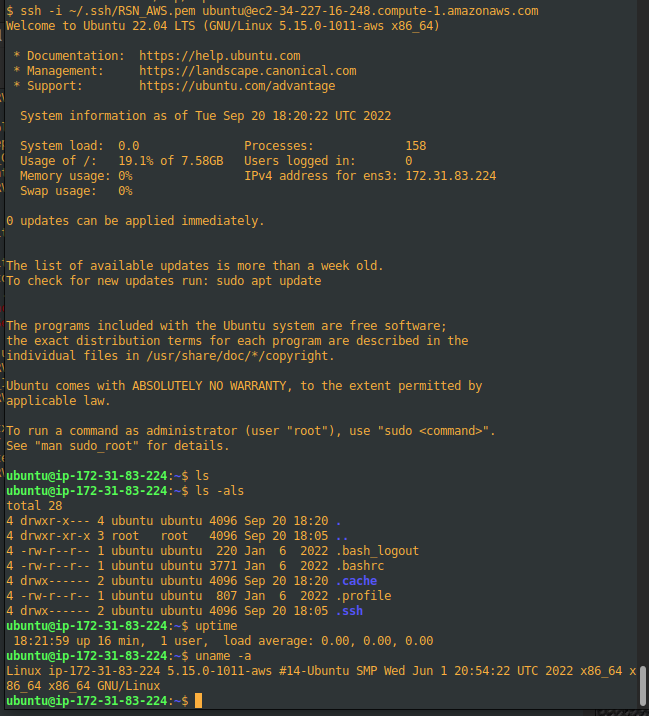 $ ssh -i ~/.ssh/RSN_AWS.pem ubuntu@ec2-34-227-16-248.compute-1.amazonaws.com
Welcome to Ubuntu 22.04 LTS (GNU/Linux 5.15.0-1011-aws x86_64)
* Documentation:  https://help.ubuntu.com
* Management:     https://landscape.canonical.com
* Support:        https://ubuntu.com/advantage
System information as of Tue Sep 20 18:20:22 UTC 2022
System load:  0.0               Processes:             158
Usage of /:   19.1% of 7.58GB   Users logged in:       0
Memory usage: 0%                IPv4 address for ens3: 172.31.83.224
Swap usage:   0%
0 updates can be applied immediately.
The list of available updates is more than a week old.
To check for new updates run: sudo apt update
The programs included with the Ubuntu system are free software;
the exact distribution terms for each program are described in the
individual files in /usr/share/doc/*/copyright.
Ubuntu comes with ABSOLUTELY NO WARRANTY, to the extent permitted by
applicable law.
To run a command as administrator (user "root"), use "sudo <command>".
See "man sudo_root" for details.
ubuntu@ip-172-31-83-224:~$ ls
ubuntu@ip-172-31-83-224:~$ ls -als
total 28
4 drwxr-x--- 4 ubuntu ubuntu 4096 Sep 20 18:20 .
4 drwxr-xr-x 3 root   root   4096 Sep 20 18:05 ..
4 -rw-r--r-- 1 ubuntu ubuntu  220 Jan  6  2022 .bash_logout
4 -rw-r--r-- 1 ubuntu ubuntu 3771 Jan  6  2022 .bashrc
4 drwx------ 2 ubuntu ubuntu 4096 Sep 20 18:20 .cache
4 -rw-r--r-- 1 ubuntu ubuntu  807 Jan  6  2022 .profile
4 drwx------ 2 ubuntu ubuntu 4096 Sep 20 18:05 .ssh
ubuntu@ip-172-31-83-224:~$ uptime
18:21:59 up 16 min,  1 user,  load average: 0.00, 0.00, 0.00
ubuntu@ip-172-31-83-224:~$ uname -a
Linux ip-172-31-83-224 5.15.0-1011-aws #14-Ubuntu SMP Wed Jun 1 20:54:22 UTC 2022 x86_64 x
86_64 x86_64 GNU/Linux
ubuntu@ip-172-31-83-224:~$